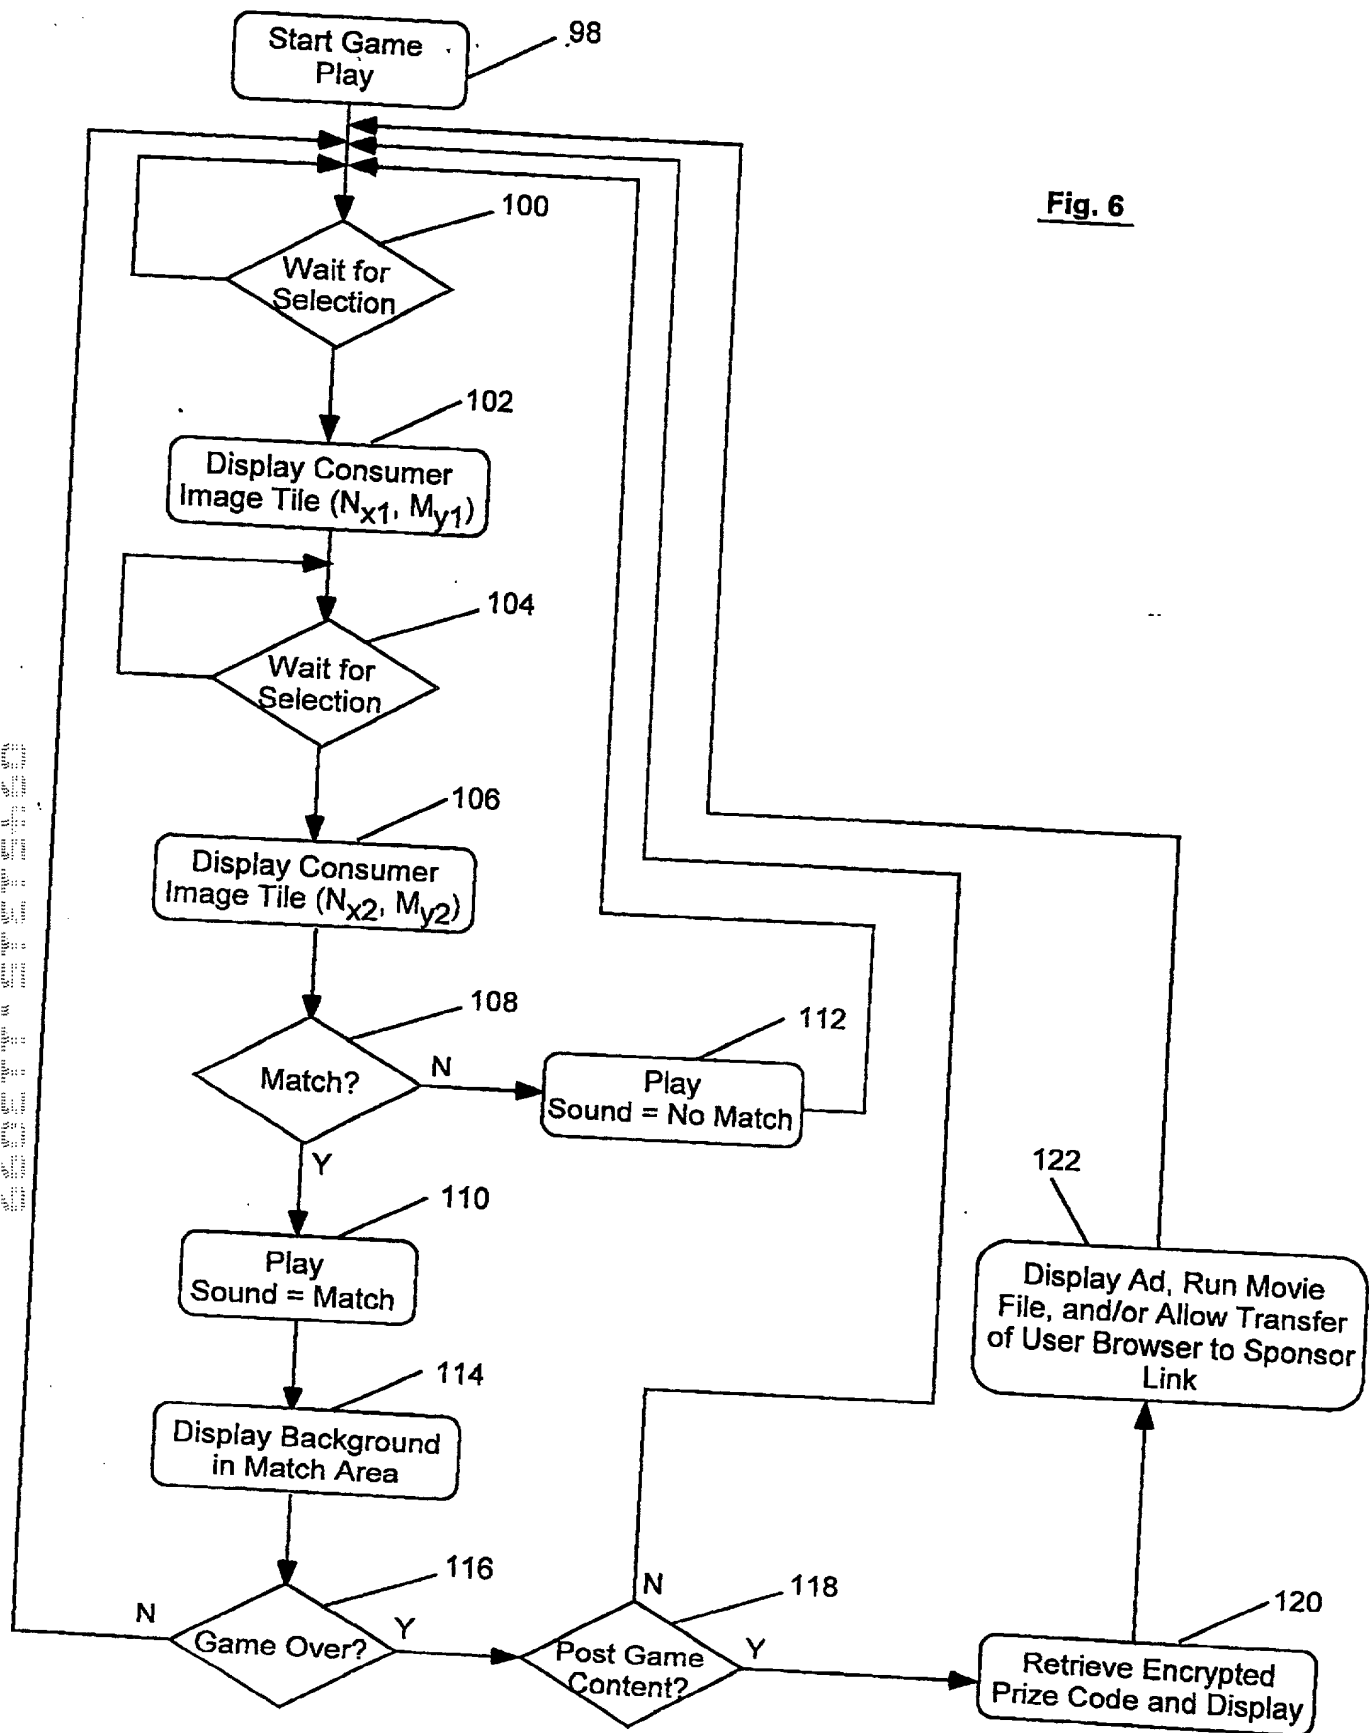 Start Game
Play
98
Fig. 6
100
Wait for
Selection
102
Display Consumer
Image Tile (Nx1, My1)
104
Wait for
Selection
106
Display Consumer
Image Tile (Nx2, My2)
108
Match?
N
112
Play
Sound = No Match
Y
110
Play
Sound = Match
122
Display Ad, Run Movie
File, and/or Allow Transfer
of User Browser to Sponsor
Link
114
Display Background
in Match Area
116
N
Game Over?
Y
N
118
Post Game
Content?
Y
120
Retrieve Encrypted
Prize Code and Display